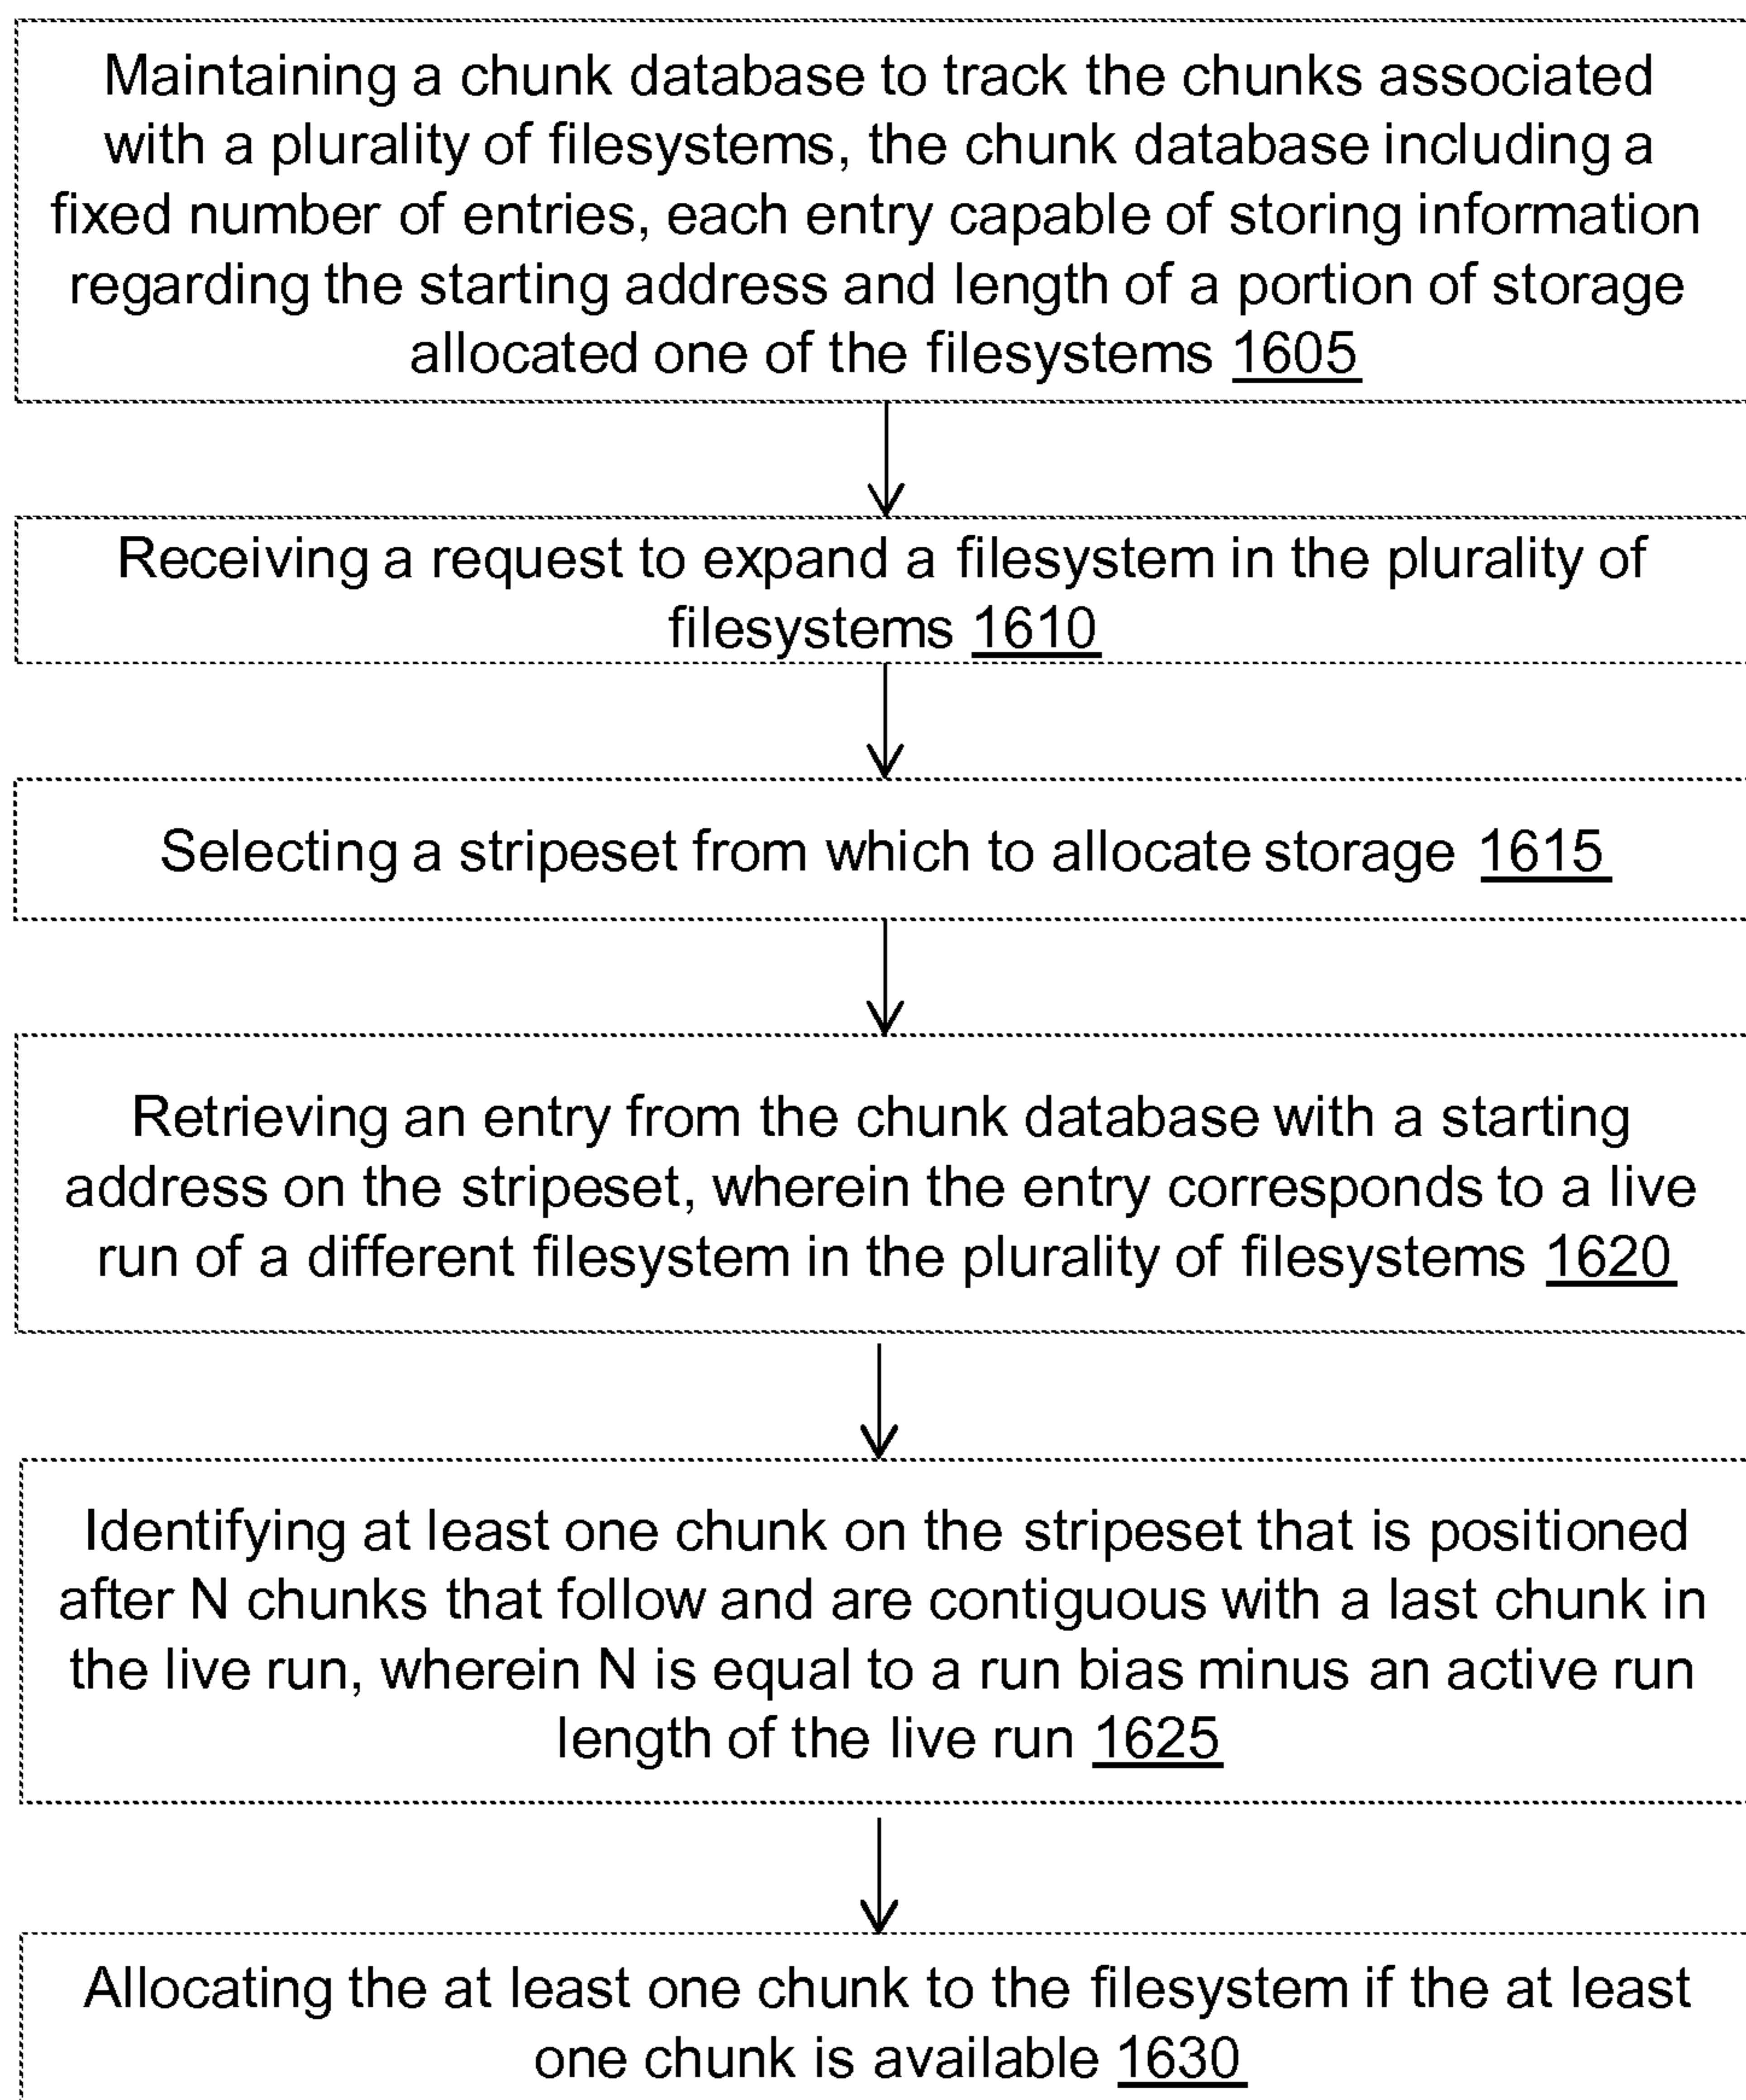 Maintaining a chunk database to track the chunks associated
with a plurality of filesystems, the chunk database including a
fixed number of entries, each entry capable of storing information
regarding the starting address and length of a portion of storage
allocated one of the filesystems 1605
Receiving a request to expand a filesystem in the plurality of
filesystems 1610
Selecting a stripeset from which to allocate storage 1615
Retrieving an entry from the chunk database with a starting
address on the stripeset, wherein the entry corresponds to a live
run of a different filesystem in the plurality of filesystems 1620
Identifying at least one chunk on the stripeset that is positioned
after N chunks that follow and are contiguous with a last chunk in
the live run, wherein N is equal to a run bias minus an active run
length of the live run 1625
Allocating the at least one chunk to the filesystem if the at least
one chunk is available 1630